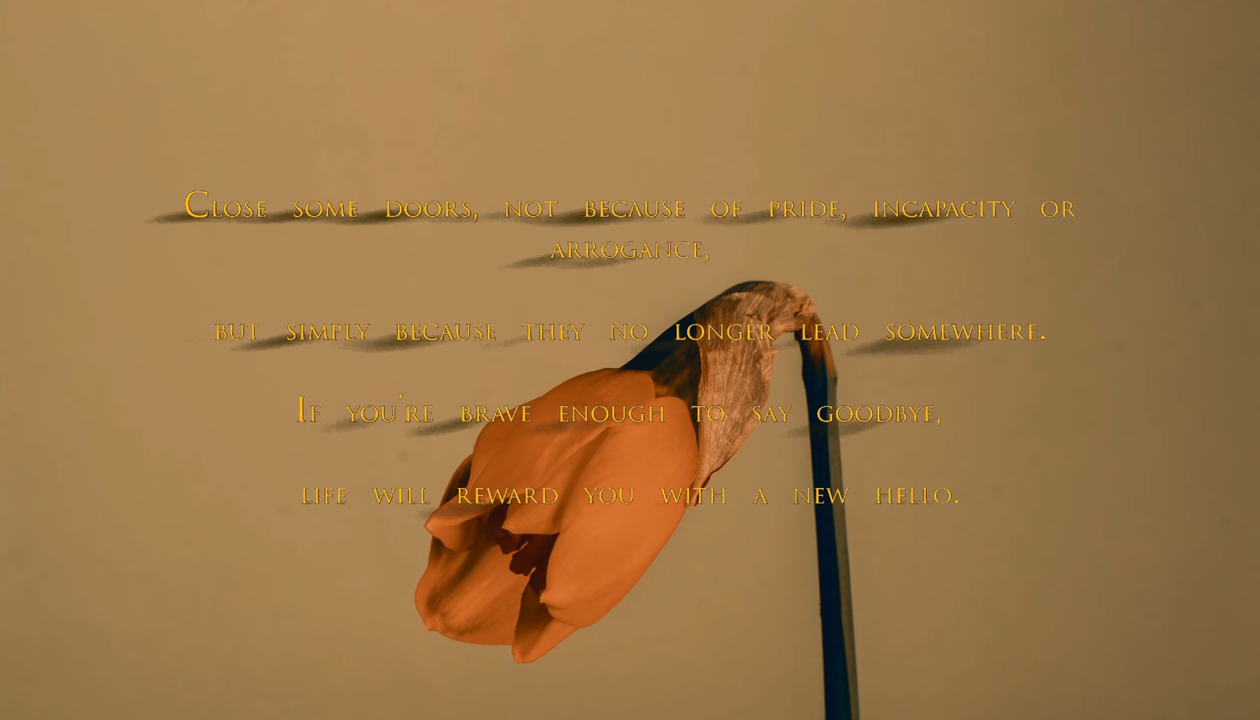 Close some doors, not because of pride, incapacity or
arrogance,
but simply because they no longer lead somewhere.
If you're brave enough to say goodbye,
life will reward you with a new hello.